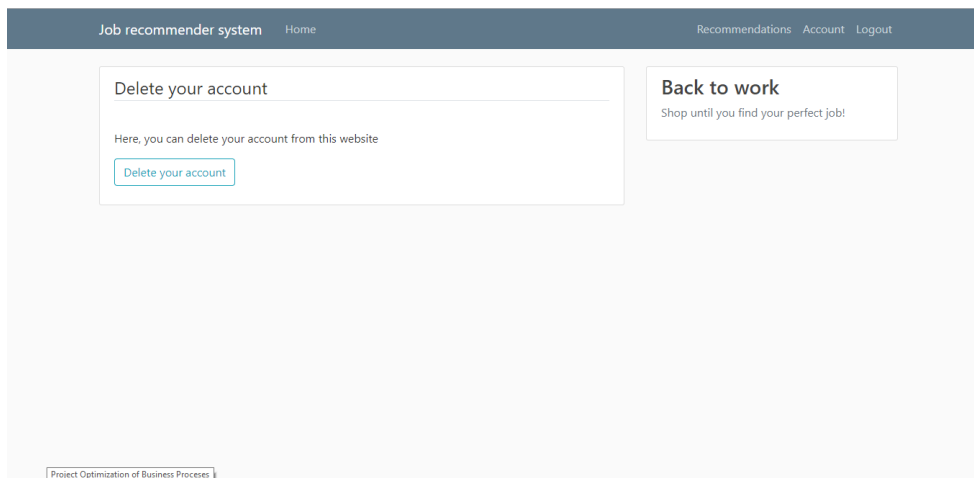 Job recommender system Home Recommendations Account Logout
Delete your account
Here, you can delete your account from this website
Delete your account
Back to work
Shop until you find your perfect job!
Project Optimization of Business Proceses